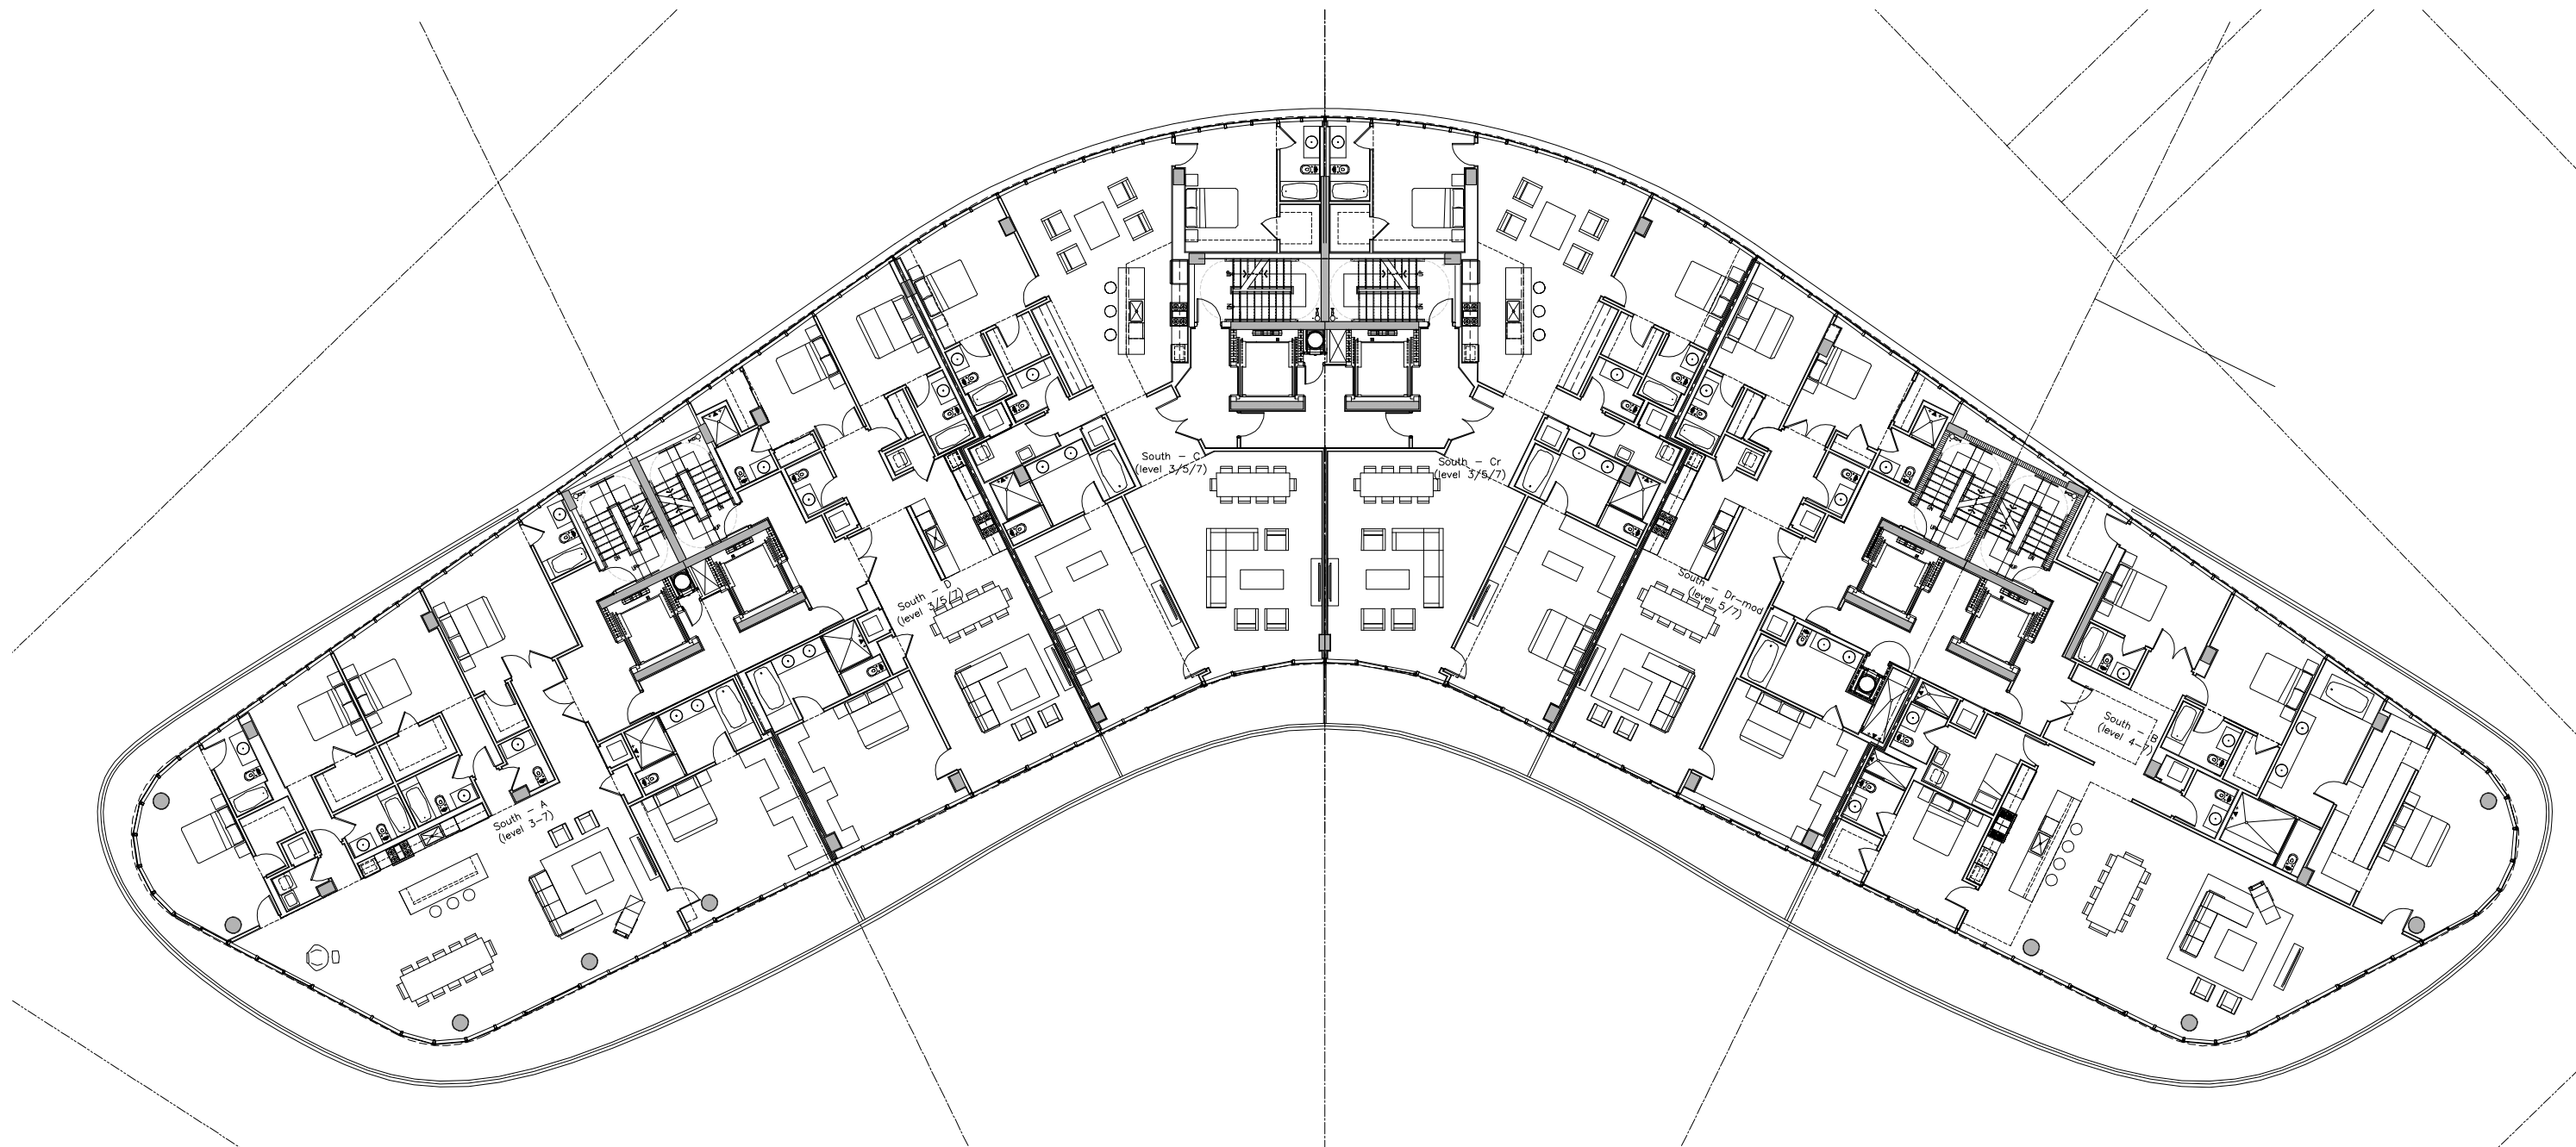 South - C
(level 3/5/7)
South - Cr
(level 3/5/7)
South - D
(level 3/5/7)
South - Dr-mod
(level 5/7)
South - B
(level 4-7)
South - A
(level 3-7)